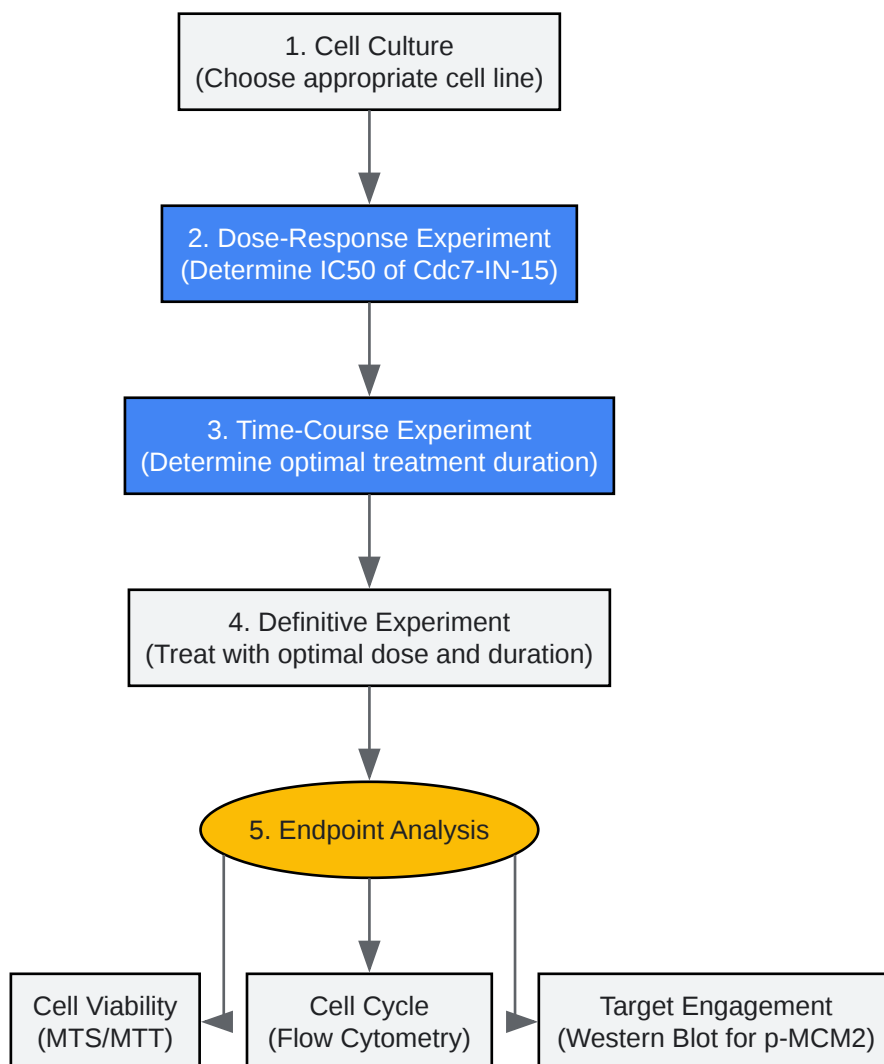 1. Cell Culture
(Choose appropriate cell line)
2. Dose-Response Experiment
(Determine IC50 of Cdc7-IN-15)
3. Time-Course Experiment
(Determine optimal treatment duration)
4. Definitive Experiment
(Treat with optimal dose and duration)
5. Endpoint Analysis
Cell Viability
(MTS/MTT)
Cell Cycle
(Flow Cytometry)
Target Engagement
(Western Blot for p-MCM2)